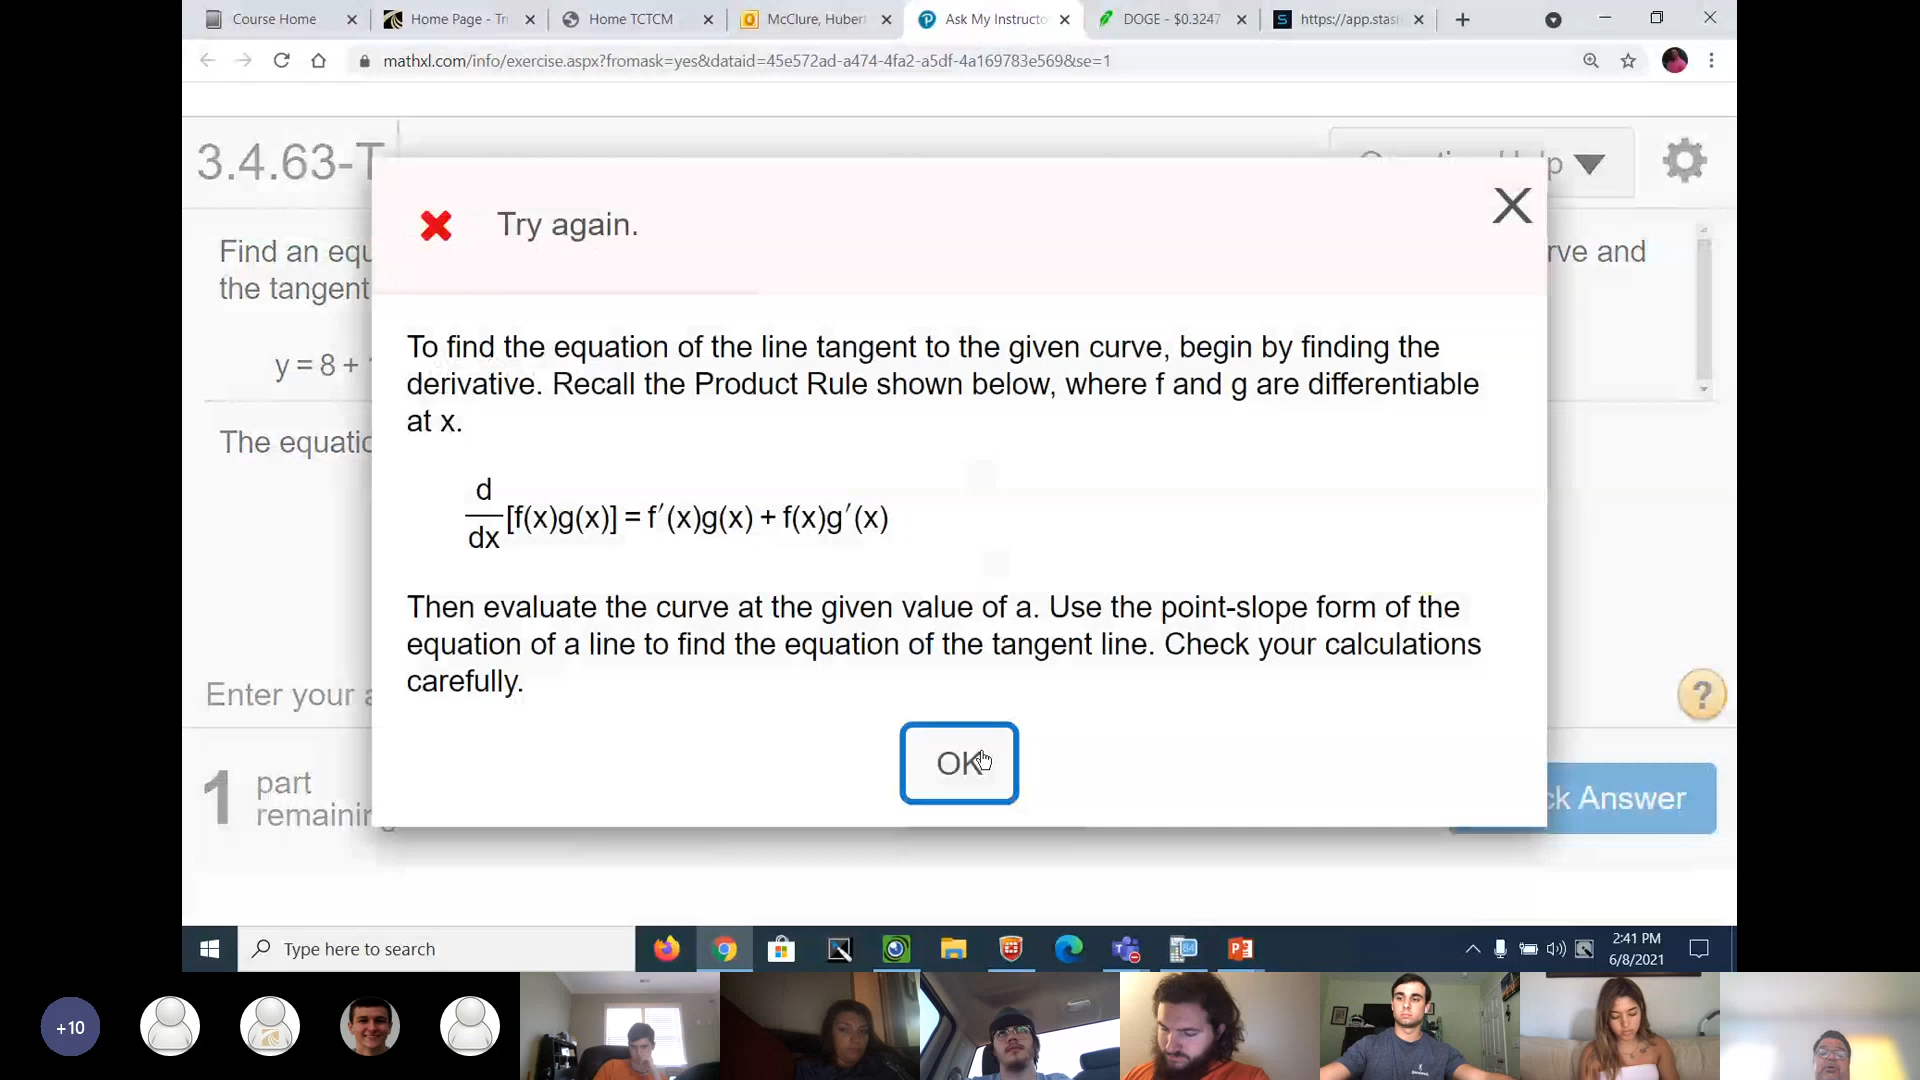 Course Home
Home Page - Tr
Home TCTCM
McClure, Hubert
Ask My Instructo
DOGE - $0.3247
https://app.stas
mathxl.com/info/exercise.aspx?fromask=yes&dataid=45e572ad-a474-4fa2-a5df-4a169783e569&se=1
3.4.63-T
Try again.
Find an equ
rve and
the tangent
y = 8 +
The equatio
To find the equation of the line tangent to the given curve, begin by finding the
derivative. Recall the Product Rule shown below, where f and g are differentiable
at x.
d
dx
[f(x)g(x)] = f′(x)g(x) + f(x)g′(x)
Then evaluate the curve at the given value of a. Use the point-slope form of the
equation of a line to find the equation of the tangent line. Check your calculations
carefully.
OK
Enter your a
1 part
remaining
ck Answer
?
Type here to search
2:41 PM
6/8/2021
+10